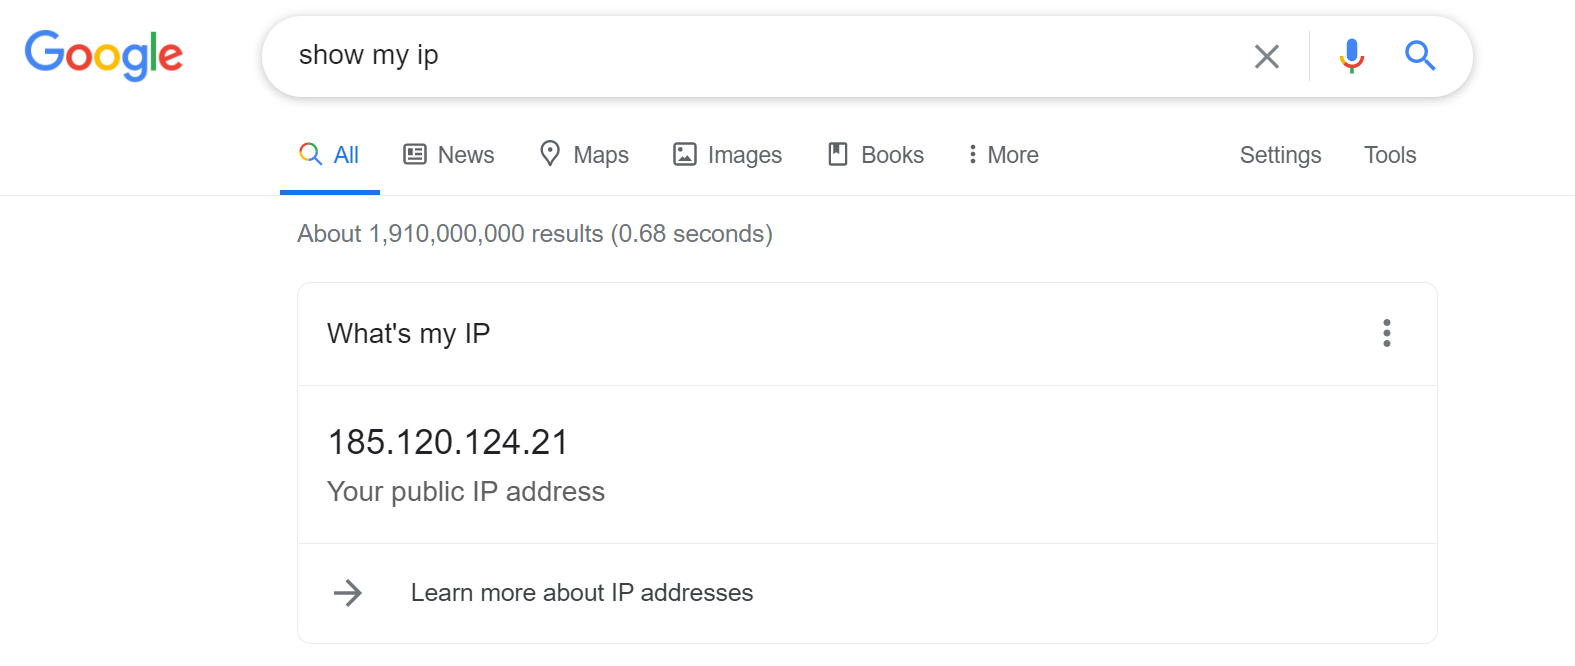 Google
show my ip
All News Maps Images Books More Settings Tools
About 1,910,000,000 results (0.68 seconds)
What's my IP
185.120.124.21
Your public IP address
Learn more about IP addresses